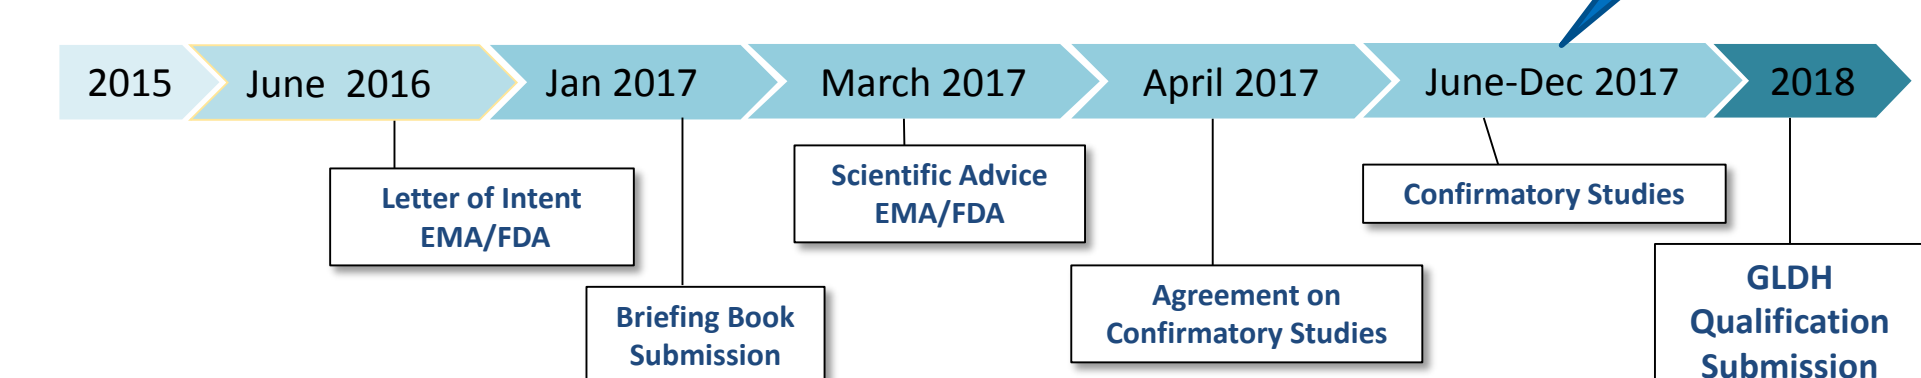 2015
June 2016
Jan 2017
March 2017
April 2017
June-Dec 2017
2018
Letter of Intent
EMA/FDA
Briefing Book
Submission
Scientific Advice
EMA/FDA
Agreement on
Confirmatory Studies
Confirmatory Studies
GLDH
Qualification
Submission